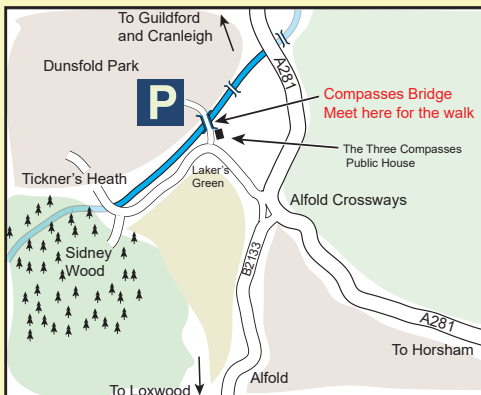 To Guildford
and Cranleigh
Dunsfold Park
A281
P
Compasses Bridge
Meet here for the walk
The Three Compasses
Public House
Tickner's Heath
Laker's
Green
Alfold Crossways
Sidney
Wood
B2133
A281
To Horsham
To Loxwood
Alfold